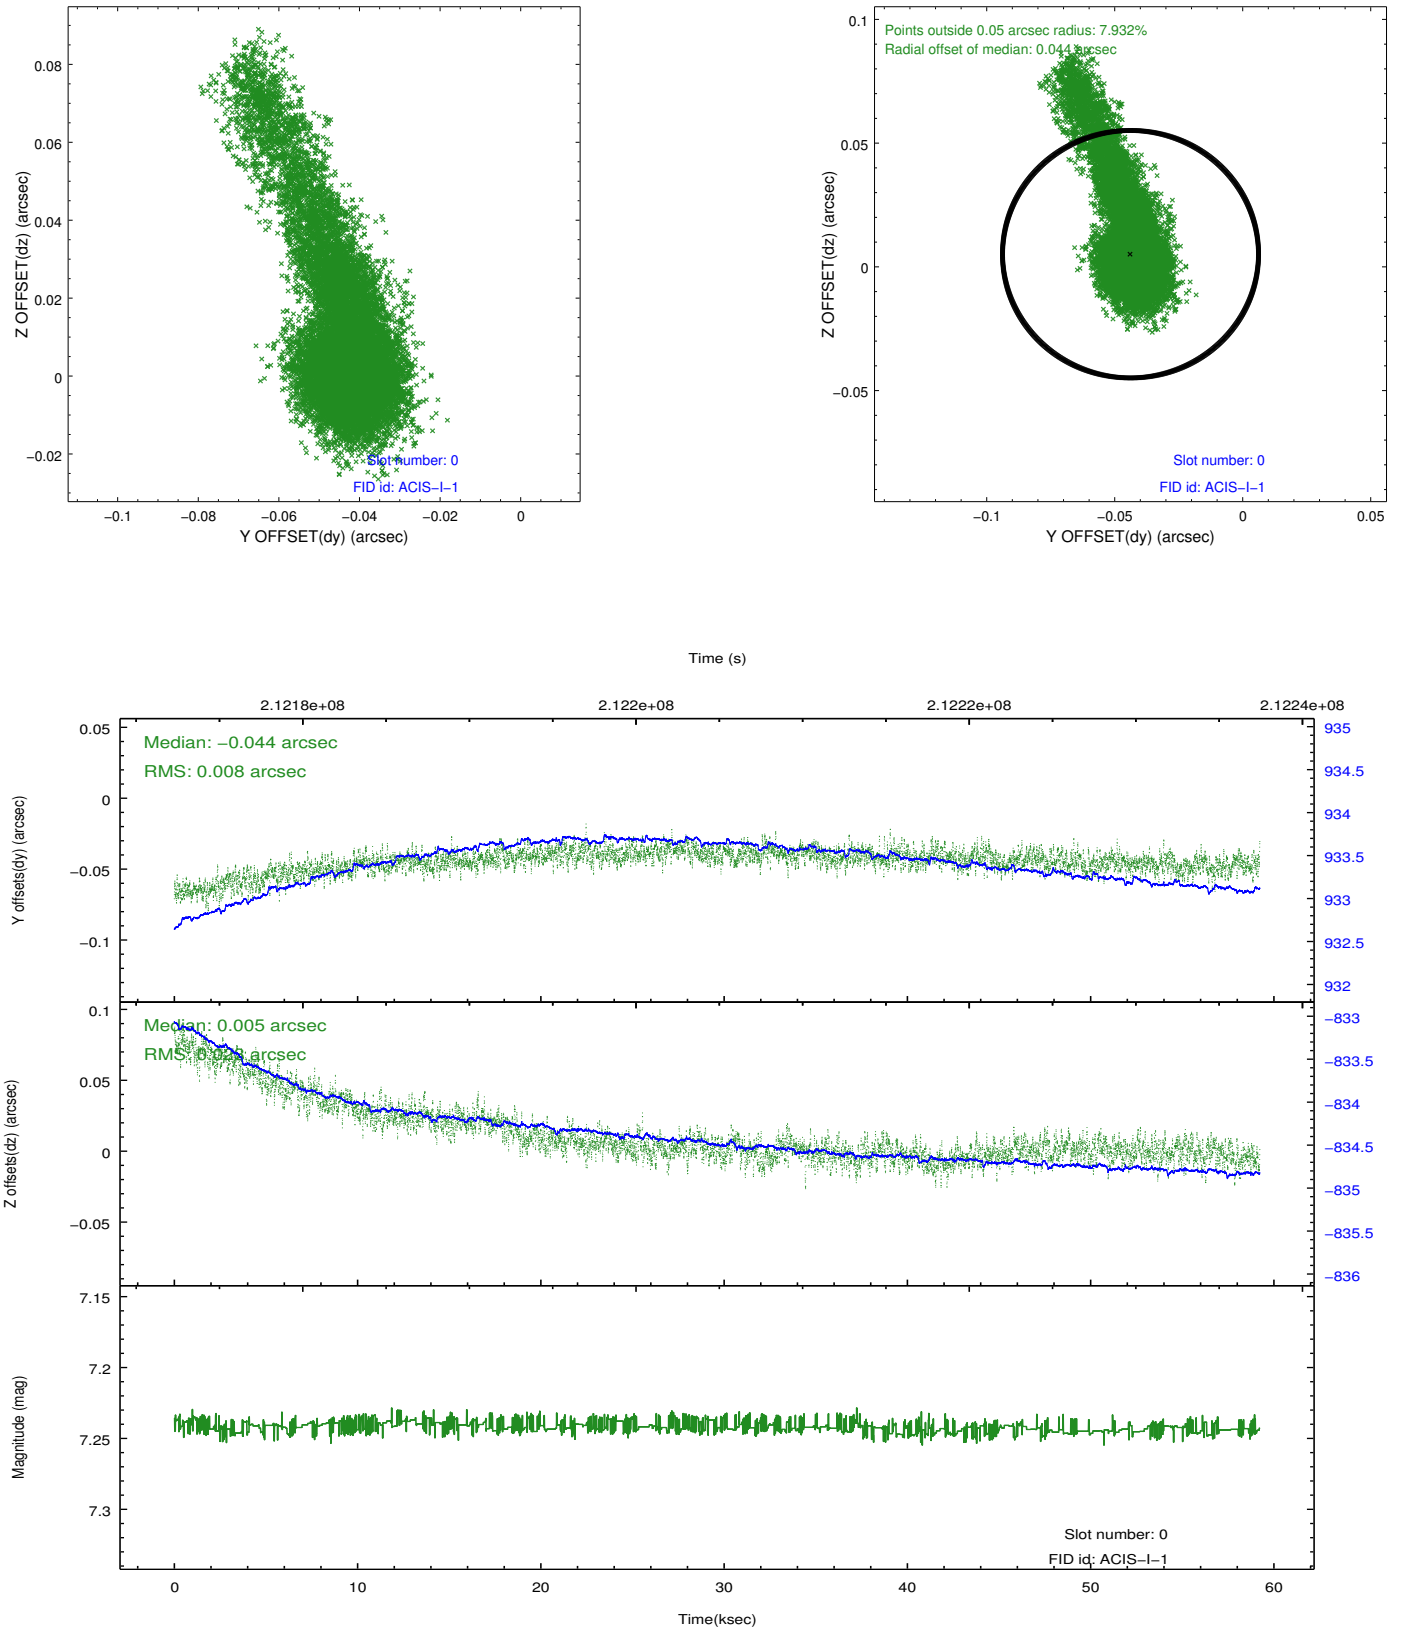 0.08
0.06
0.04
0.02
0
−0.02
Z OFFSET(dz) (arcsec)
Slot number: 0
FID id: ACIS−I−1
−0.1
−0.08
−0.06
−0.04
−0.02
0
Y OFFSET(dy) (arcsec)
Points outside 0.05 arcsec radius: 7.932%
Radial offset of median: 0.044 arcsec
0.1
0.05
0
−0.05
Z OFFSET(dz) (arcsec)
Slot number: 0
FID id: ACIS−I−1
−0.1
−0.05
0
0.05
Y OFFSET(dy) (arcsec)
Time (s)
2.1218e+08
2.122e+08
2.1222e+08
2.1224e+08
Median: −0.044 arcsec
RMS: 0.008 arcsec
0.05
0
−0.05
−0.1
Y offsets(dy) (arcsec)
935
934.5
934
933.5
933
932.5
932
Median: 0.005 arcsec
RMS: arcsec
0.1
0.05
0
−0.05
Z offsets(dz) (arcsec)
−833
−833.5
−834
−834.5
−835
−835.5
−836
7.15
7.2
7.25
7.3
Magnitude (mag)
Slot number: 0
FID id: ACIS−I−1
0
10
20
30
40
50
60
Time(ksec)